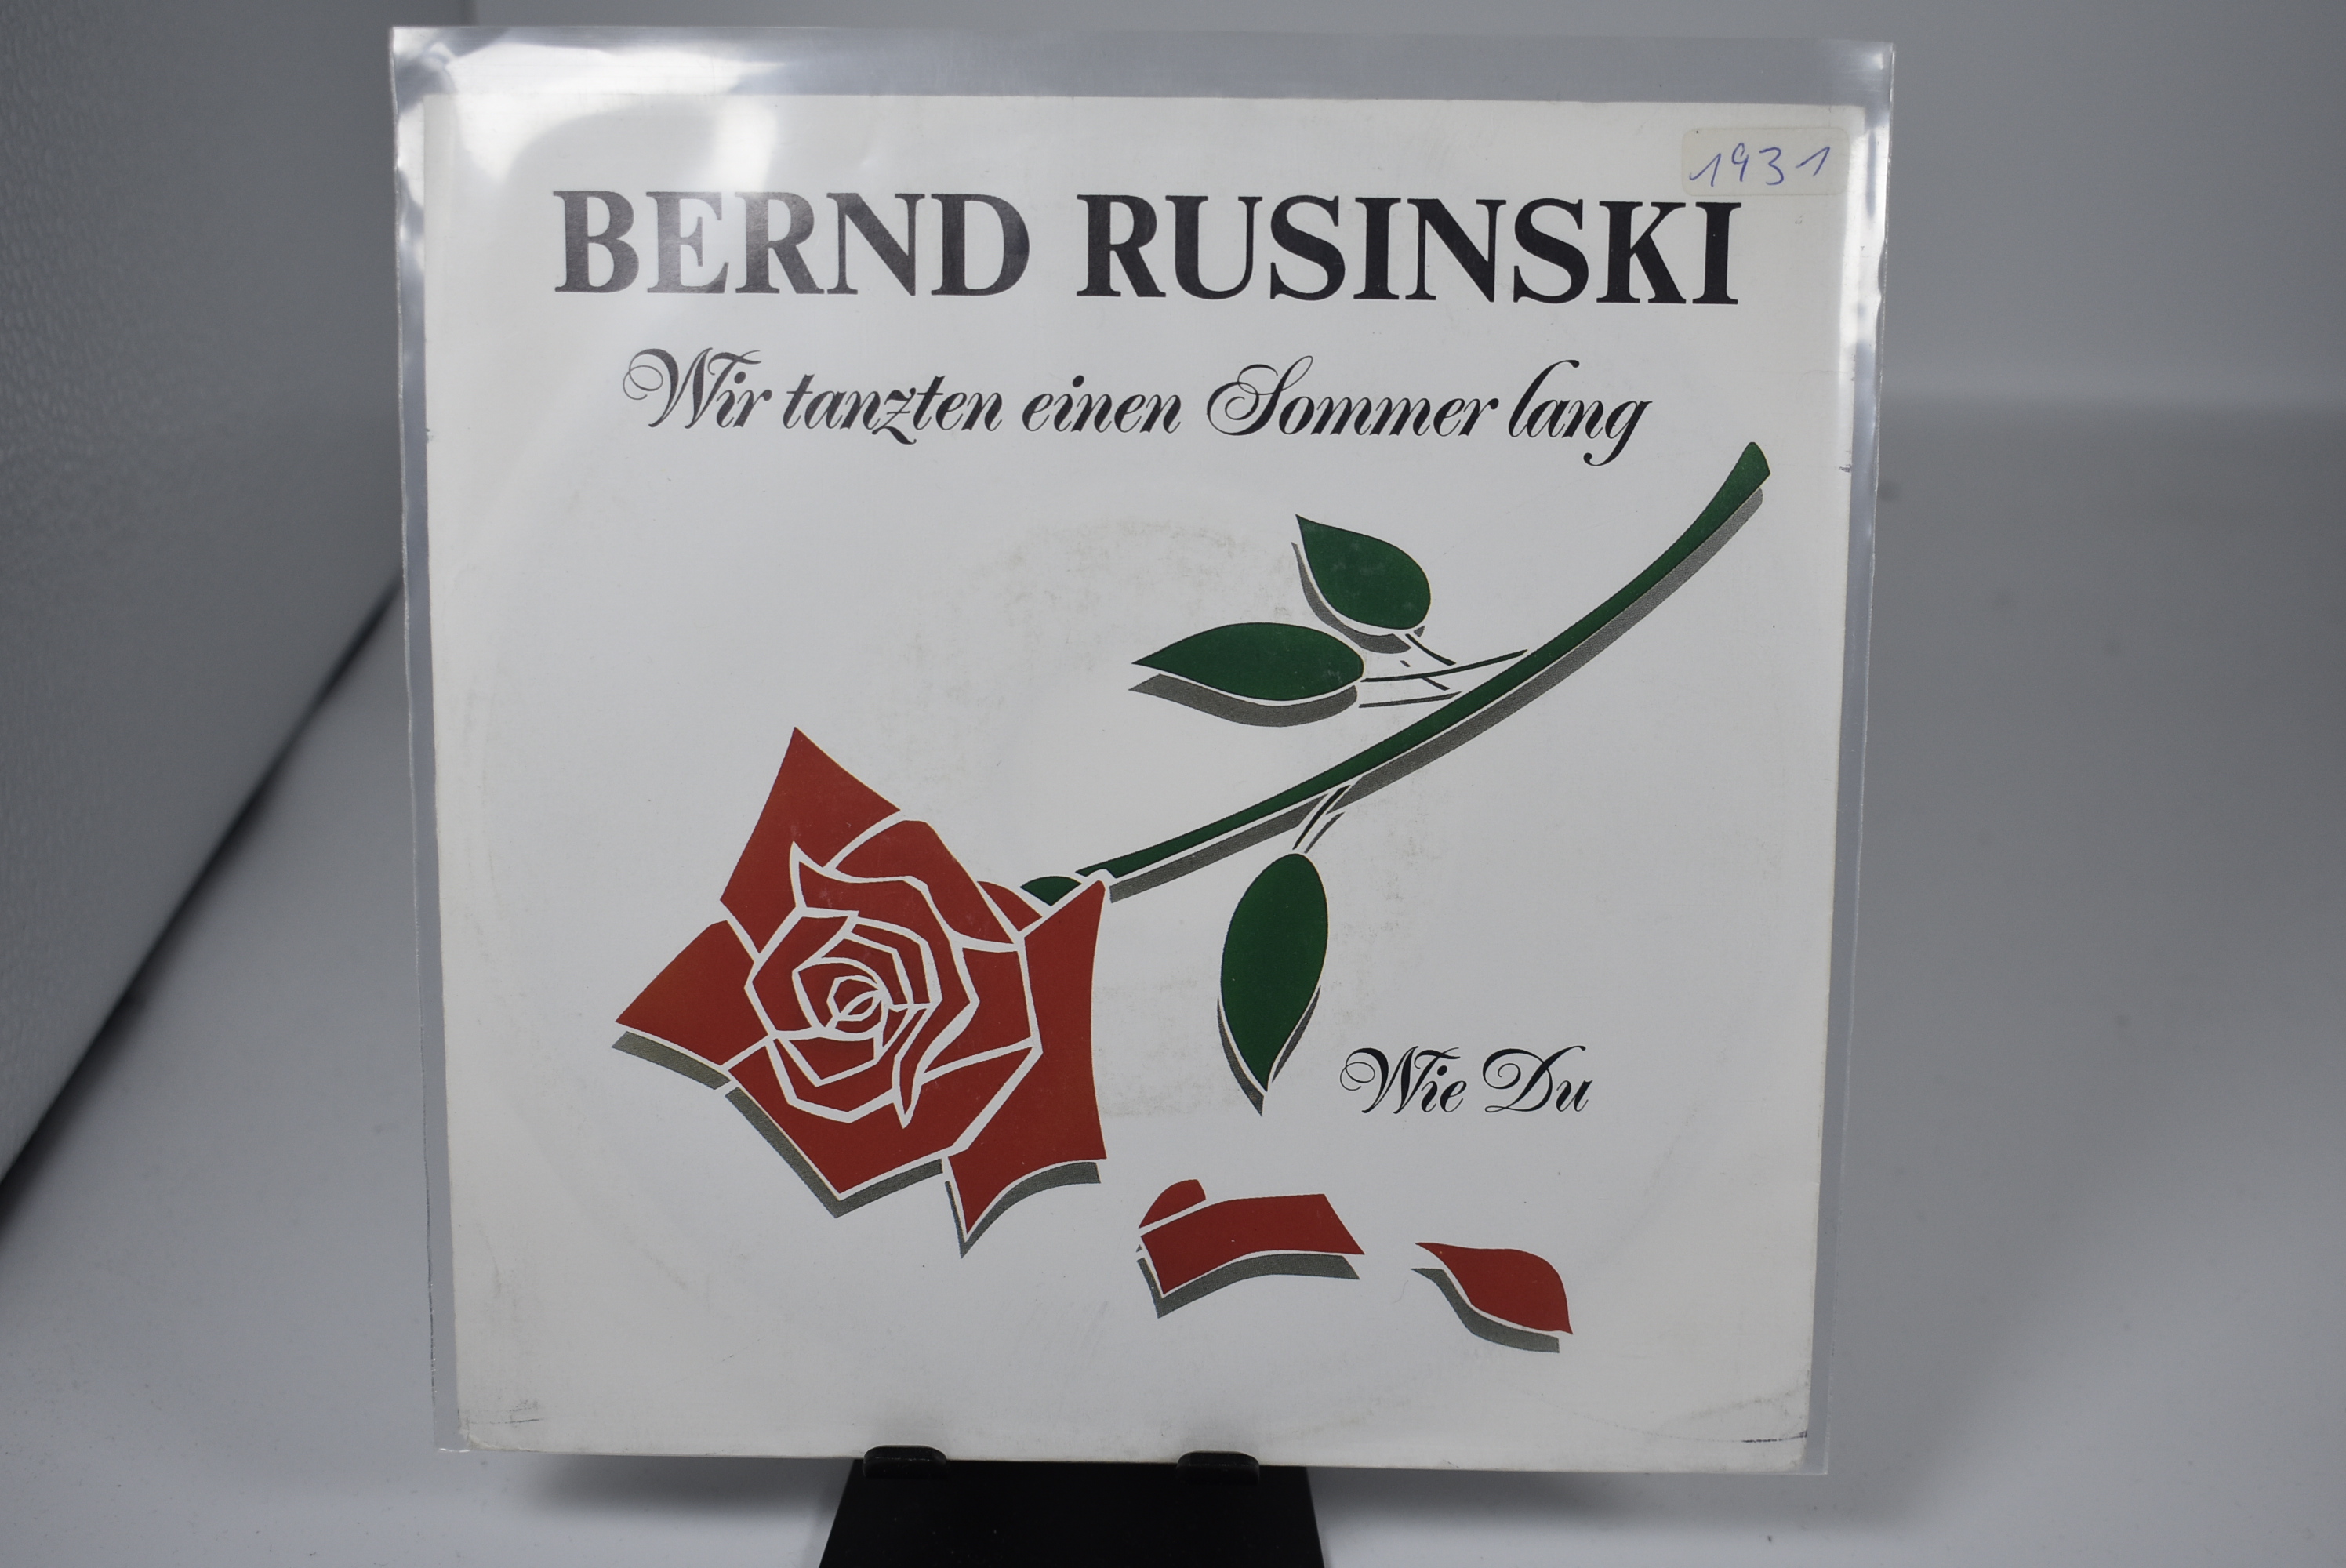 1931
BERND RUSINSKI
Wir tanzten einen Sommer lang
Wie Du